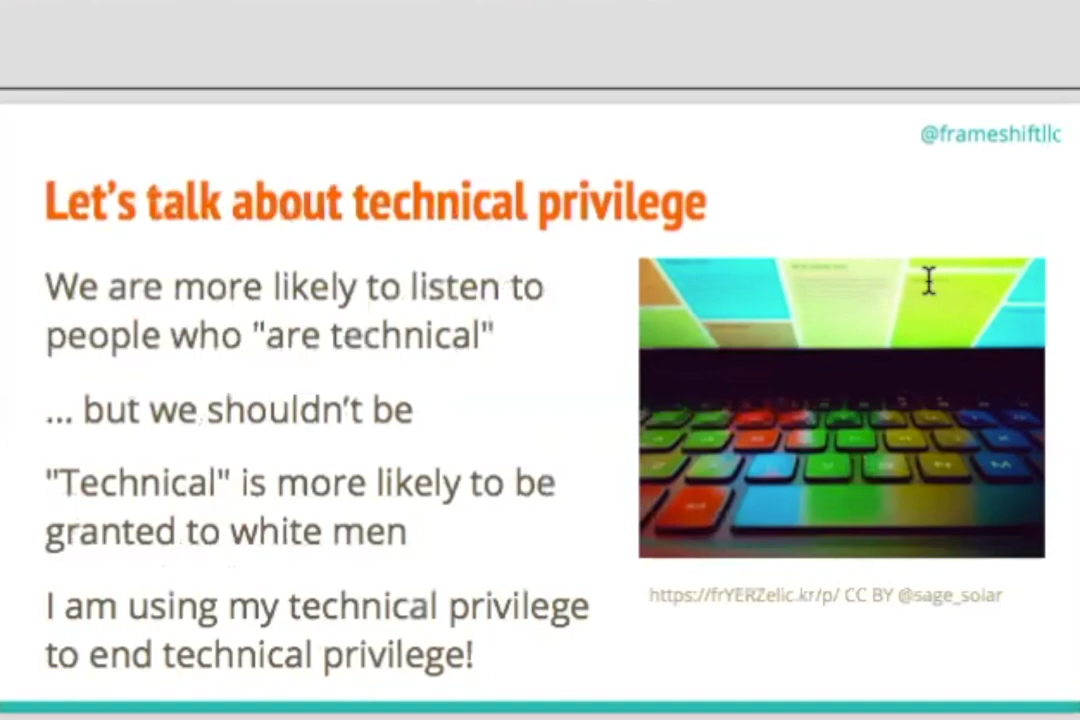 @frameshiftllc
Let's talk about technical privilege
We are more likely to listen to
people who "are technical"
... but we shouldn't be
"Technical" is more likely to be
granted to white men
I am using my technical privilege
to end technical privilege!
https://frYERZelic.kr/p/ CC BY @sage_solar